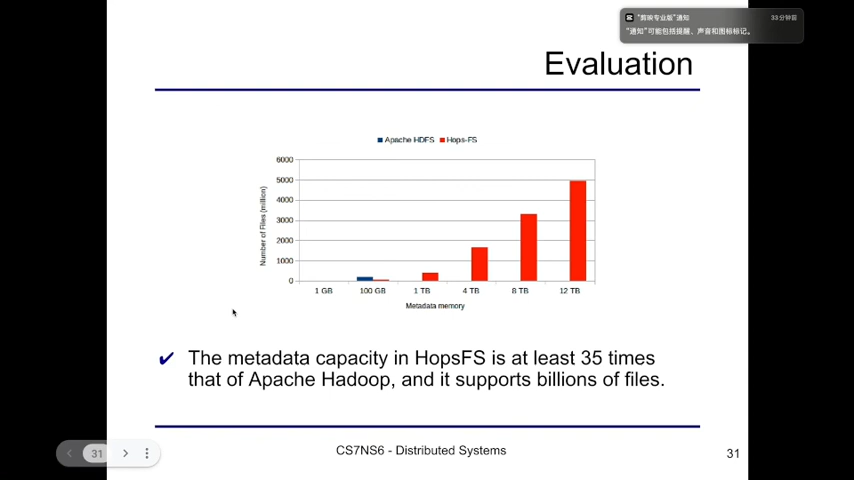 "剪映专业版"通知
33分钟前
"通知"可能包括提醒、声音和图标标记。
Evaluation
Apache HDFS Hops-FS
Number of Files (million)
6000
5000
4000
3000
2000
1000
0
1 GB 100 GB 1 TB 4 TB 8 TB 12 TB
Metadata memory
✔ The metadata capacity in HopsFS is at least 35 times
that of Apache Hadoop, and it supports billions of files.
31
CS7NS6 - Distributed Systems
31